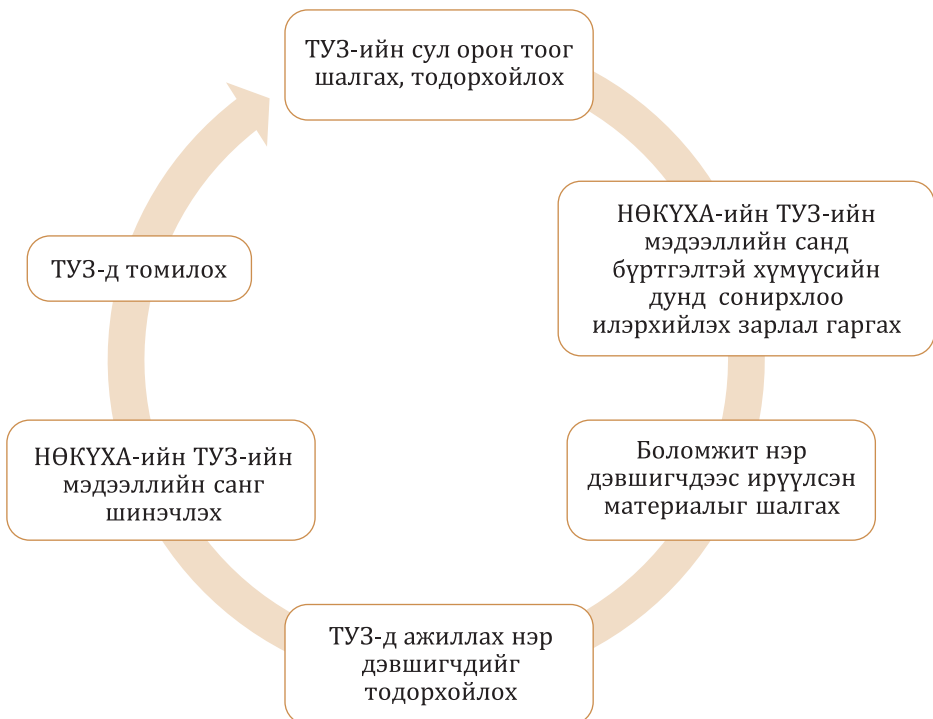 ТУЗ-ийн сул орон тоог
шалгах, тодорхойлох
НӨКҮХА-ийн ТУЗ-ийн
мэдээллийн санд
бүртгэлтэй хүмүүсийн
дунд сонирхлоо
илэрхийлэх зарлал гаргах
Боломжит нэр
дэвшигчдээс ирүүлсэн
материалыг шалгах
ТУЗ-д ажиллах нэр
дэвшигчдийг
тодорхойлох
НӨКҮХА-ийн ТУЗ-ийн
мэдээллийн санг
шинэчлэх
ТУЗ-д томилох